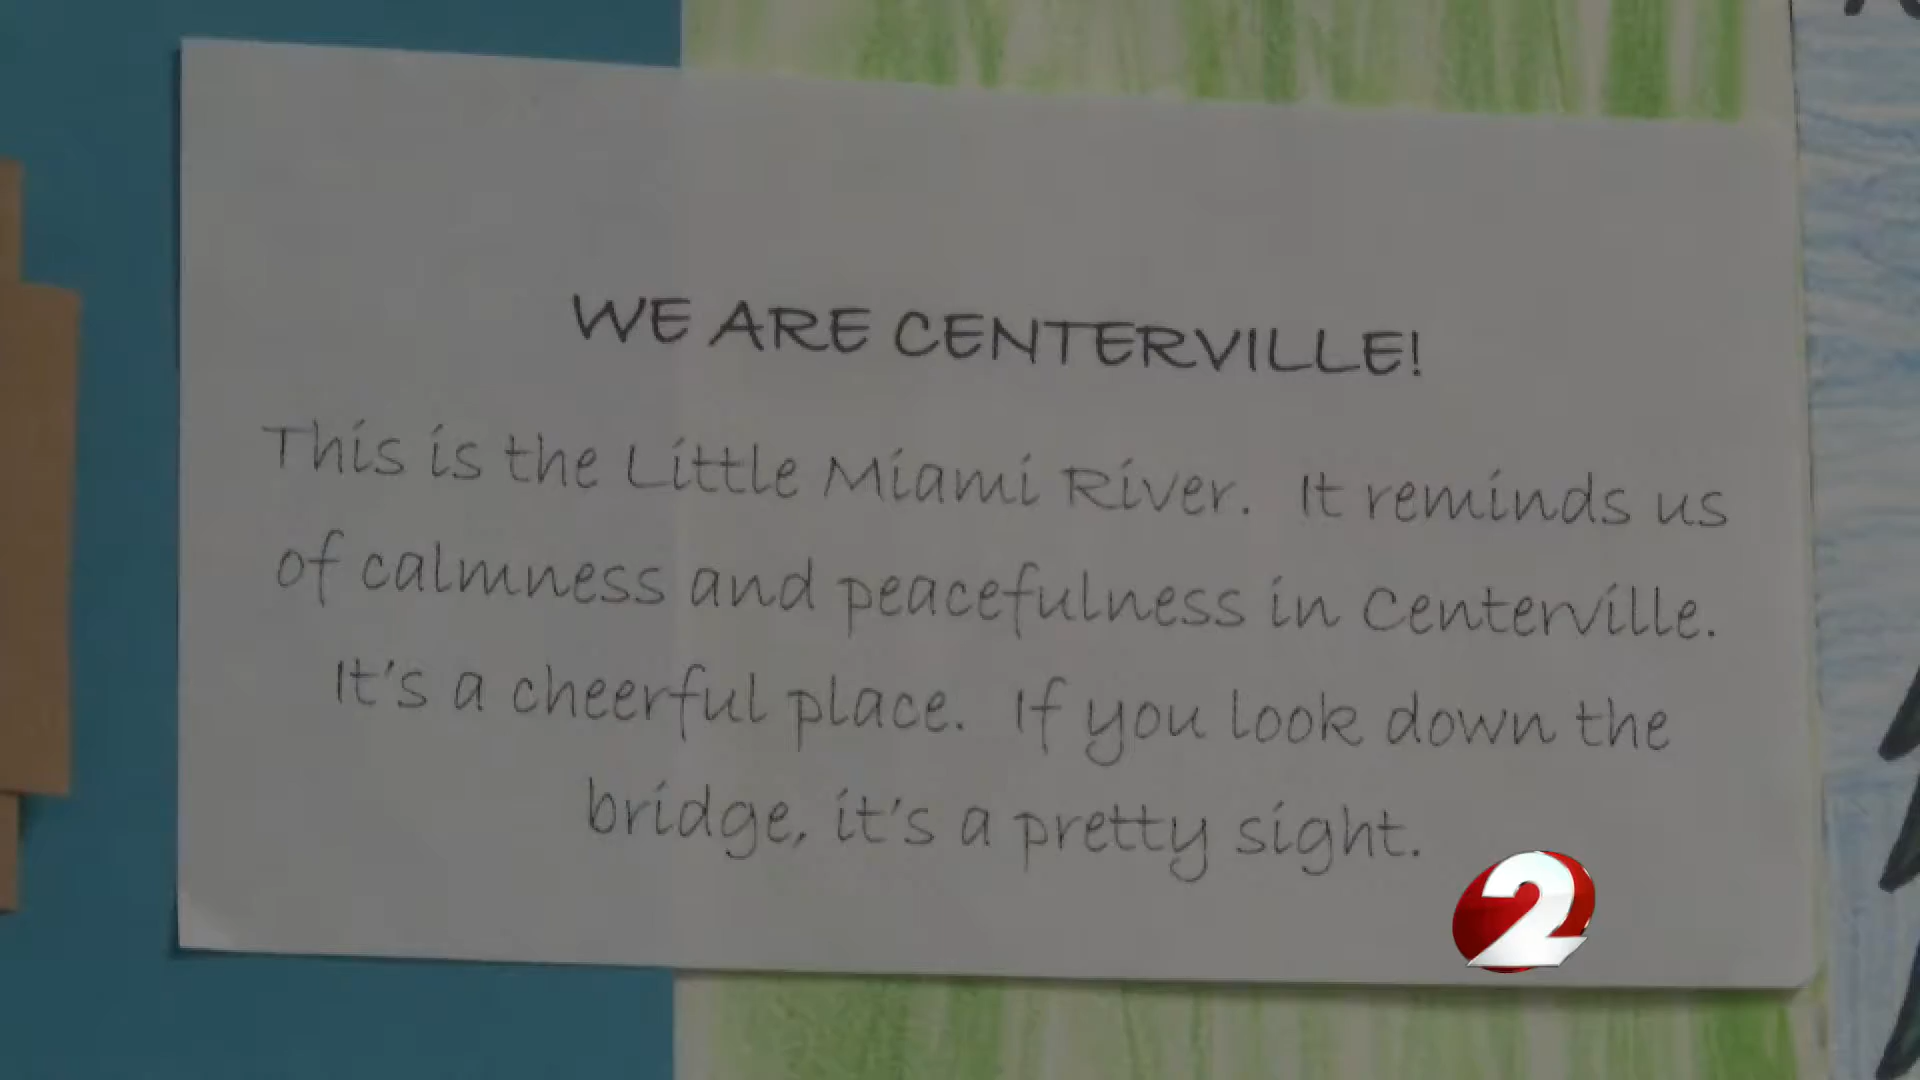 WE ARE CENTERVILLE!
This is the Little Miami River. It reminds us
of calmness and peacefulness in Centerville.
It's a cheerful place. If you look down the
bridge, it's a pretty sight.
2